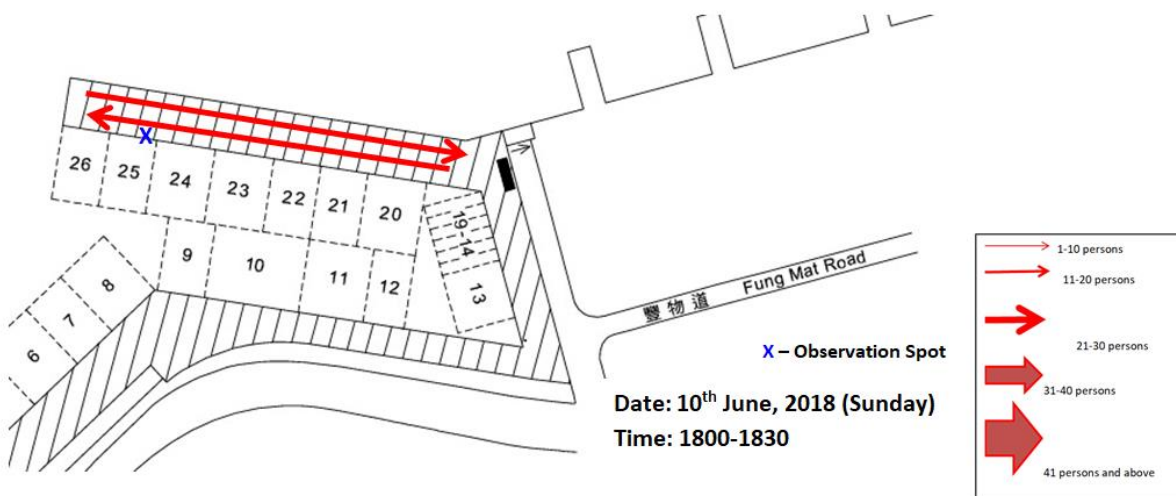 26
25
24
23
22
21
20
19-14
9
10
11
12
13
8
7
6
X
豐物道 Fung Mat Road
X – Observation Spot
Date: 10th June, 2018 (Sunday)
Time: 1800-1830
1-10 persons
11-20 persons
21-30 persons
31-40 persons
41 persons and above